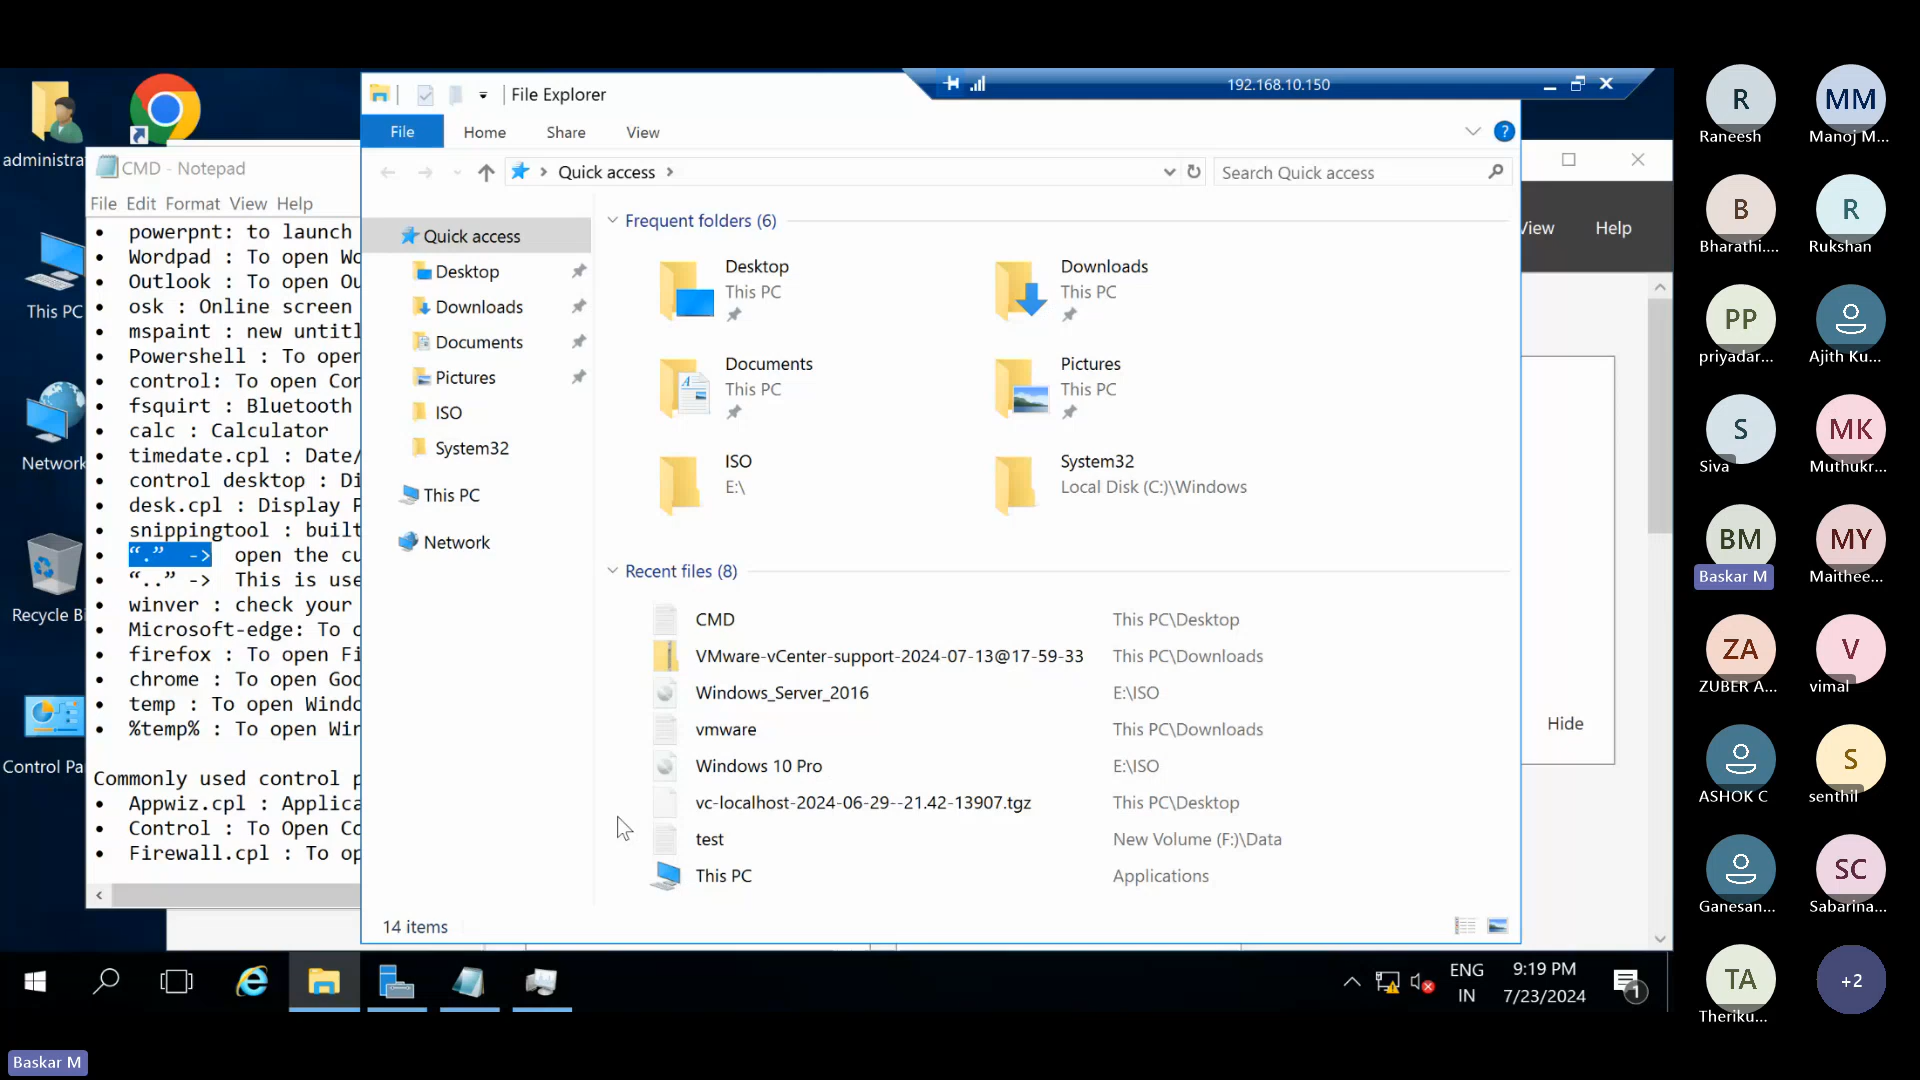 192.168.10.150
administra
CMD - Notepad
File Edit Format View Help
• powerpnt: to launch
• Wordpad : To open Wo
• Outlook : To open Ou
• osk : Online screen
• mspaint : new untitl
• Powershell : To open
• control: To open Con
• fsquirt : Bluetooth
• calc : Calculator
• timedate.cpl : Date/
• control desktop : Di
• desk.cpl : Display P
• snippingtool : built
• “.” -> open the cu
• “..” -> This is use
• winver : check your
• Microsoft-edge: To o
• firefox : To open Fi
• chrome : To open Goo
• temp : To open Windo
• %temp% : To open Win
Commonly used control p
• Appwiz.cpl : Applica
• Control : To Open Co
• Firewall.cpl : To op
This PC
Network
Recycle Bi
Control Pa
File Explorer
File Home Share View
Quick access
Search Quick access
Quick access
Desktop
Downloads
Documents
Pictures
ISO
System32
This PC
Network
Frequent folders (6)
Desktop
This PC
Downloads
This PC
Documents
This PC
Pictures
This PC
ISO
E:\
System32
Local Disk (C:)\Windows
Recent files (8)
CMD This PC\Desktop
VMware-vCenter-support-2024-07-13@17-59-33 This PC\Downloads
Windows_Server_2016 E:\ISO
vmware This PC\Downloads
Windows 10 Pro E:\ISO
vc-localhost-2024-06-29--21.42-13907.tgz This PC\Desktop
test New Volume (F:)\Data
This PC Applications
14 items
View Help
Hide
ENG
IN
9:19 PM
7/23/2024
1
R
Raneesh
MM
Manoj M...
B
Bharathi....
R
Rukshan
PP
priyadar...
Ajith Ku...
S
Siva
MK
Muthukr...
BM
Baskar M
MY
Maithee...
ZA
ZUBER A...
V
vimal
ASHOK C
S
senthil
Ganesan...
SC
Sabarina...
TA
Theriku...
+2
Baskar M